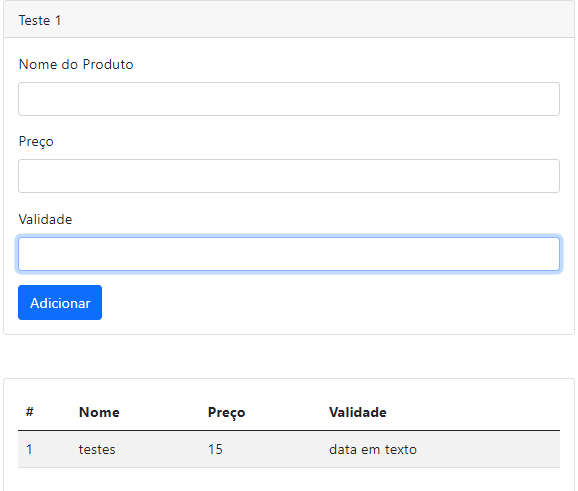 Teste 1
Nome do Produto
Preço
Validade
Adicionar
# Nome Preço Validade
1 testes 15 data em texto